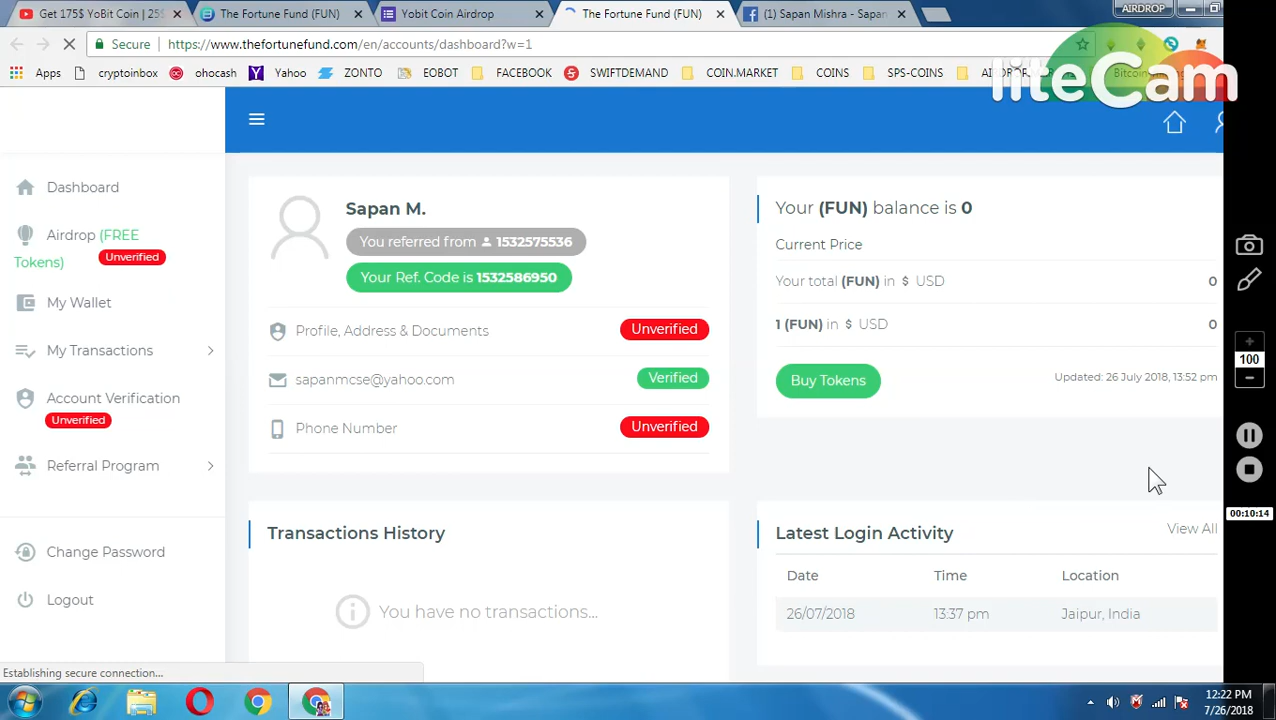 Get 175$ YoBit Coin | 25$
The Fortune Fund (FUN)
Yobit Coin Airdrop
The Fortune Fund (FUN)
(1) Sapan Mishra - Sapan
AIRDROP
Secure
https://www.thefortunefund.com/en/accounts/dashboard?w=1
Apps
cryptoinbox
ohocash
Yahoo
ZONTO
EOBOT
FACEBOOK
SWIFTDEMAND
COIN.MARKET
COINS
SPS-COINS
liteCam
Dashboard
Airdrop (FREE
Tokens)
Unverified
My Wallet
My Transactions
Account Verification
Unverified
Referral Program
Change Password
Logout
Sapan M.
You referred from 1532575536
Your Ref. Code is 1532586950
Profile, Address & Documents
Unverified
sapanmcse@yahoo.com
Verified
Phone Number
Unverified
Your (FUN) balance is 0
Current Price
Your total (FUN) in $ USD
0
1 (FUN) in $ USD
0
Buy Tokens
Updated: 26 July 2018, 13:52 pm
Transactions History
You have no transactions...
Latest Login Activity
View All
Date
Time
Location
26/07/2018
13:37 pm
Jaipur, India
100
00:10:14
Establishing secure connection...
12:22 PM
7/26/2018